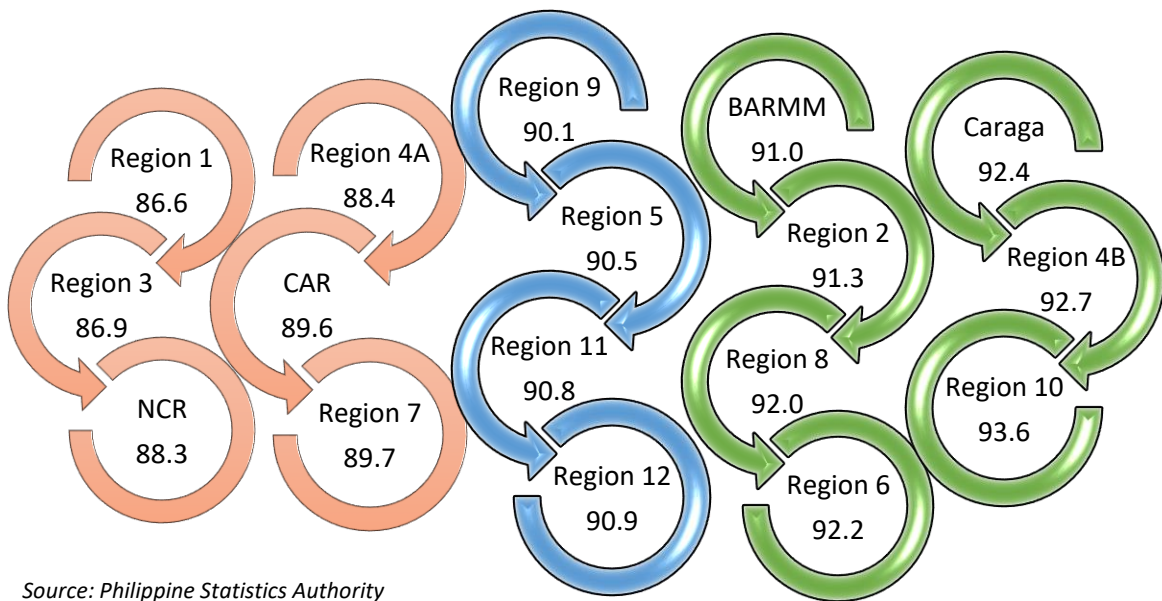 Region 1
86.6
Region 3
86.9
NCR
88.3
Region 4A
88.4
CAR
89.6
Region 7
89.7
Region 9
90.1
Region 5
90.5
Region 11
90.8
Region 12
90.9
BARMM
91.0
Region 2
91.3
Region 8
92.0
Region 6
92.2
Caraga
92.4
Region 4B
92.7
Region 10
93.6
Source: Philippine Statistics Authority